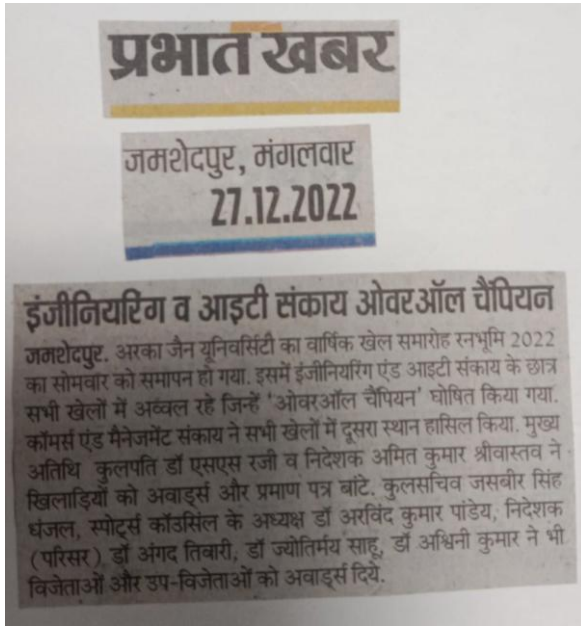 प्रभात खबर
जमशेदपुर, मंगलवार
27.12.2022
इंजीनियरिंग व आइटी संकाय ओवरऑल चैंपियन
जमशेदपुर. अरका जैन यूनिवर्सिटी का वार्षिक खेल समारोह रनभूमि 2022
का सोमवार को समापन हो गया. इसमें इंजीनियरिंग एंड आइटी संकाय के छात्र
सभी खेलों में अव्वल रहे जिन्हें 'ओवरऑल चैंपियन' घोषित किया गया.
कॉमर्स एंड मैनेजमेंट संकाय ने सभी खेलों में दूसरा स्थान हासिल किया. मुख्य
अतिथि कुलपति डॉ एसएस रजी व निदेशक अमित कुमार श्रीवास्तव ने
खिलाड़ियों को अवार्ड्स और प्रमाण पत्र बांटे. कुलसचिव जसबीर सिंह
धंजल, स्पोर्ट्स कॉउसिंल के अध्यक्ष डॉ अरविंद कुमार पांडेय, निदेशक
(परिसर) डॉ अंगद तिवारी, डॉ ज्योतिर्मय साहू, डॉ अश्विनी कुमार ने भी
विजेताओं और उप-विजेताओं को अवार्ड्स दिये.